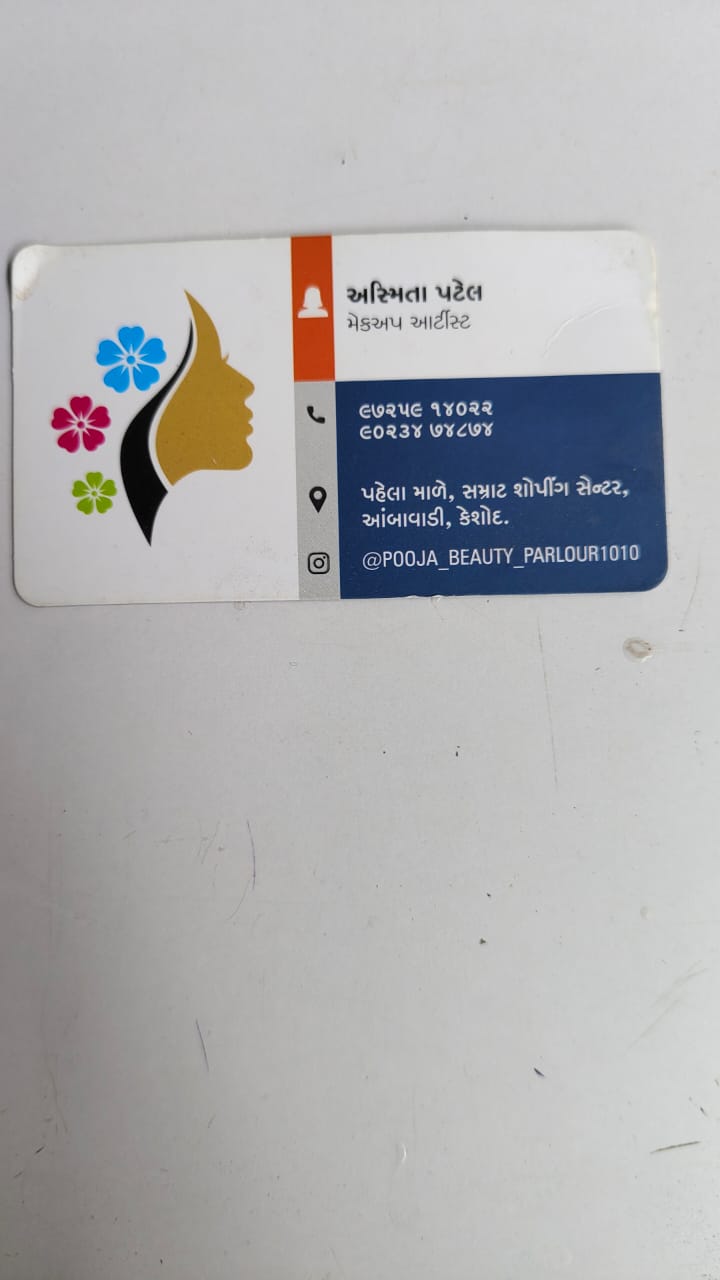 અસ્મિતા પટેલ
મેકઅપ આર્ટીસ્ટ
૯૭૨૫૯ ૧૪૦૨૨
૯૦૨૩૪ ૭૪૮૭૪
પહેલા માળે, સમ્રાટ શોપીંગ સેન્ટર,
આંબાવાડી, કેશોદ.
@POOJA_BEAUTY_PARLOUR1010